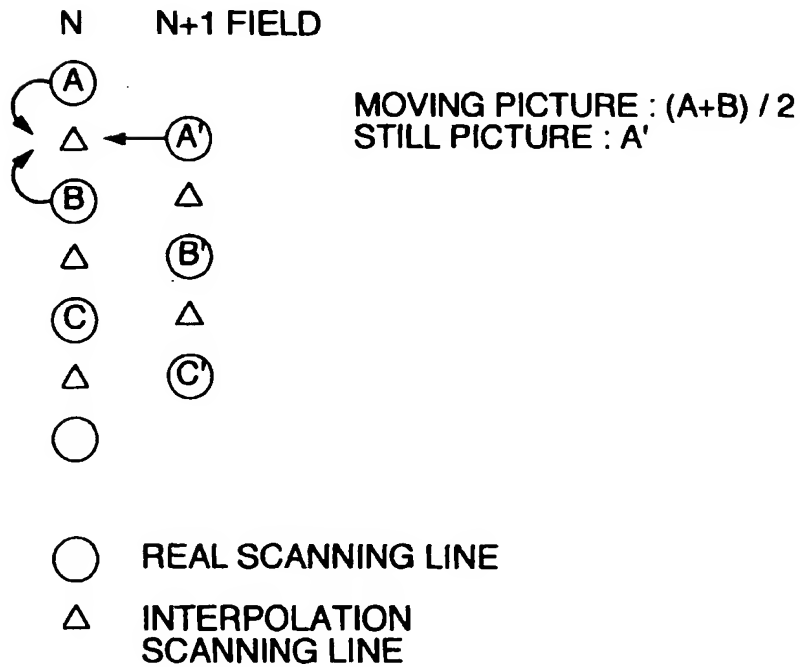 N N+1 FIELD
A
MOVING PICTURE : (A+B) / 2
A'
STILL PICTURE : A'
B
B'
C
C'
REAL SCANNING LINE
INTERPOLATION
SCANNING LINE